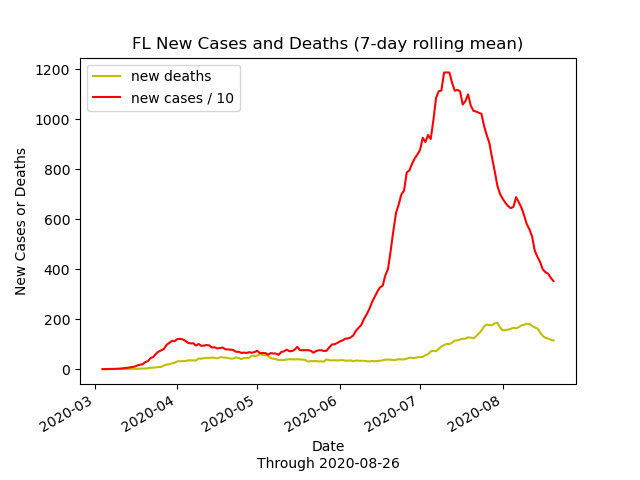 FL New Cases and Deaths (7-day rolling mean)
new deaths
new cases / 10
New Cases or Deaths
1200
1000
800
600
400
200
0
2020-03
2020-04
2020-05
2020-06
2020-07
2020-08
Date
Through 2020-08-26